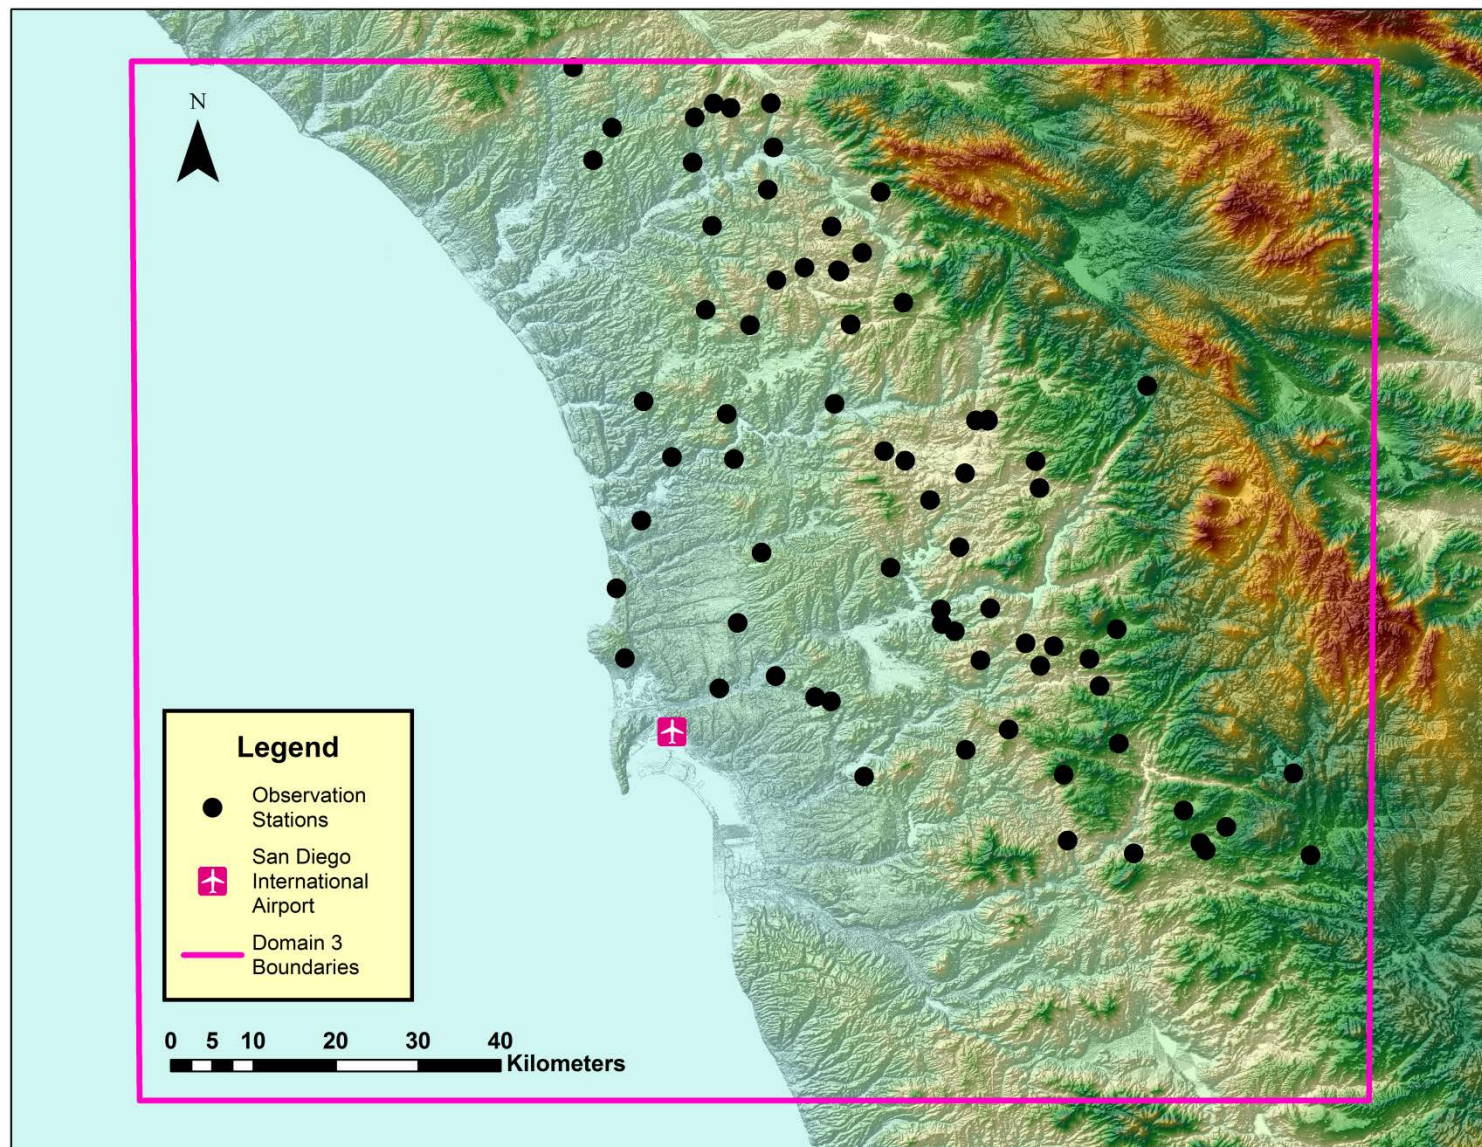 N
Legend
Observation
Stations
San Diego
International
Airport
Domain 3
Boundaries
0 5 10 20 30 40
Kilometers